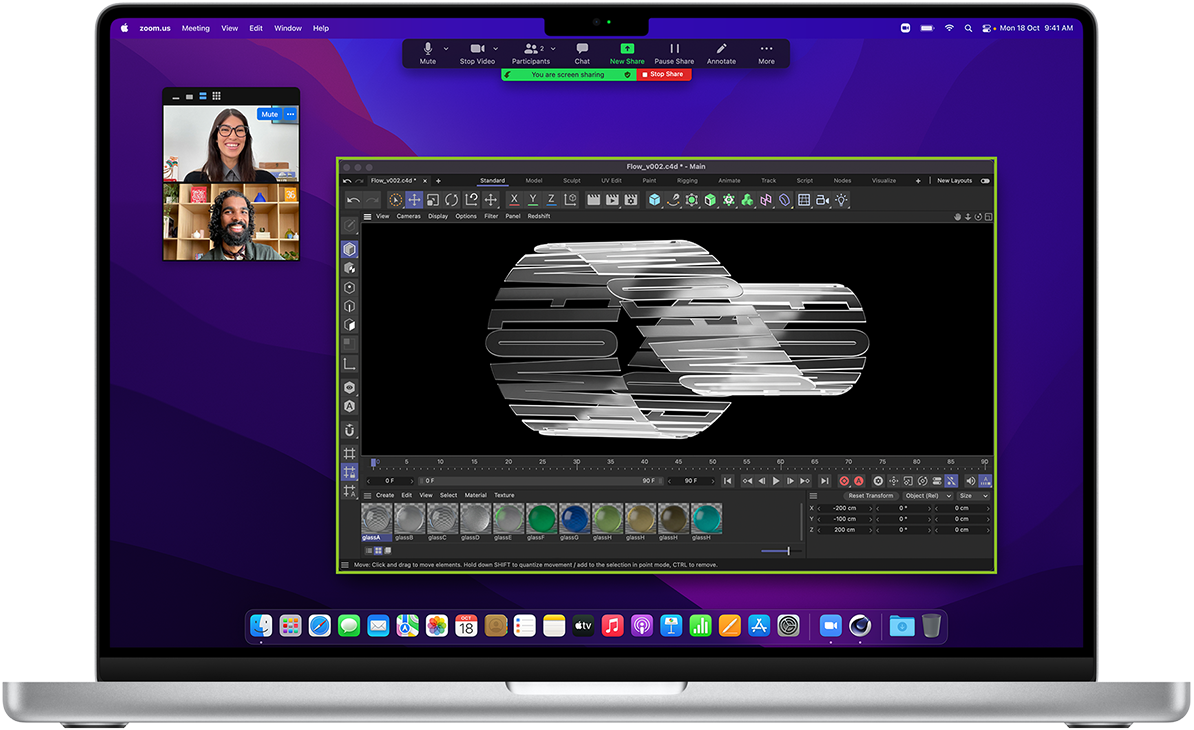 zoom.us Meeting View Edit Window Help Mon 18 Oct 9:41 AM
Mute Stop Video Participants 2 Chat New Share Pause Share Annotate More
You are screen sharing Stop Share
Mute
Flow_v002.c4d * - Main
Flow_v002.c4d * Standard Model Sculpt UV Edit Paint Rigging Animate Track Script Nodes Visualize New Layouts
X Y Z
View Cameras Display Options Filter Panel Redshift
0 5 10 15 20 25 30 35 40 45 50 55 60 65 70 75 80 85 90
0 F 0 F 90 F 90 F
Create Edit View Select Material Texture
Reset Transform Object (Rel) Size
X -200 cm 0 ° 0 cm
Y -100 cm 0 ° 0 cm
Z 200 cm 0 ° 0 cm
glassA glassB glassC glassD glassE glassF glassG glassH glassH glassH glassH
Move: Click and drag to move elements. Hold down SHIFT to quantize movement / add to the selection in point mode, CTRL to remove.
OCT
18
tv